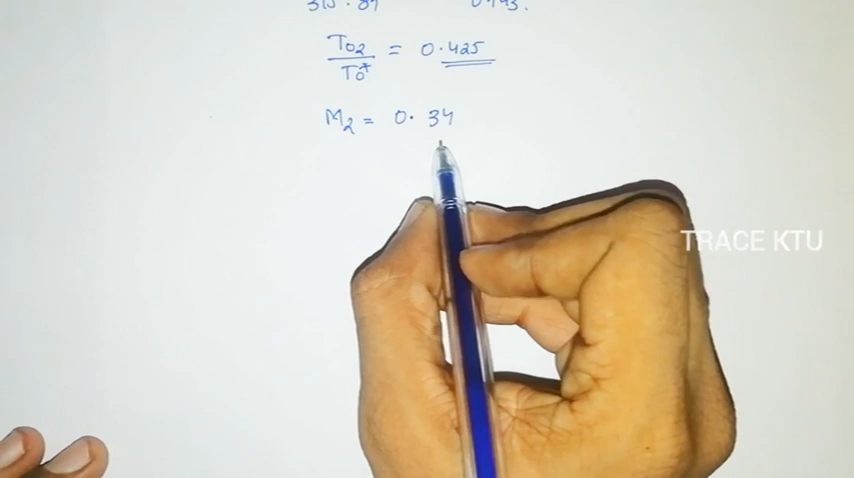 T02/T0* = 0.425
M2 = 0.34
TRACE KTU